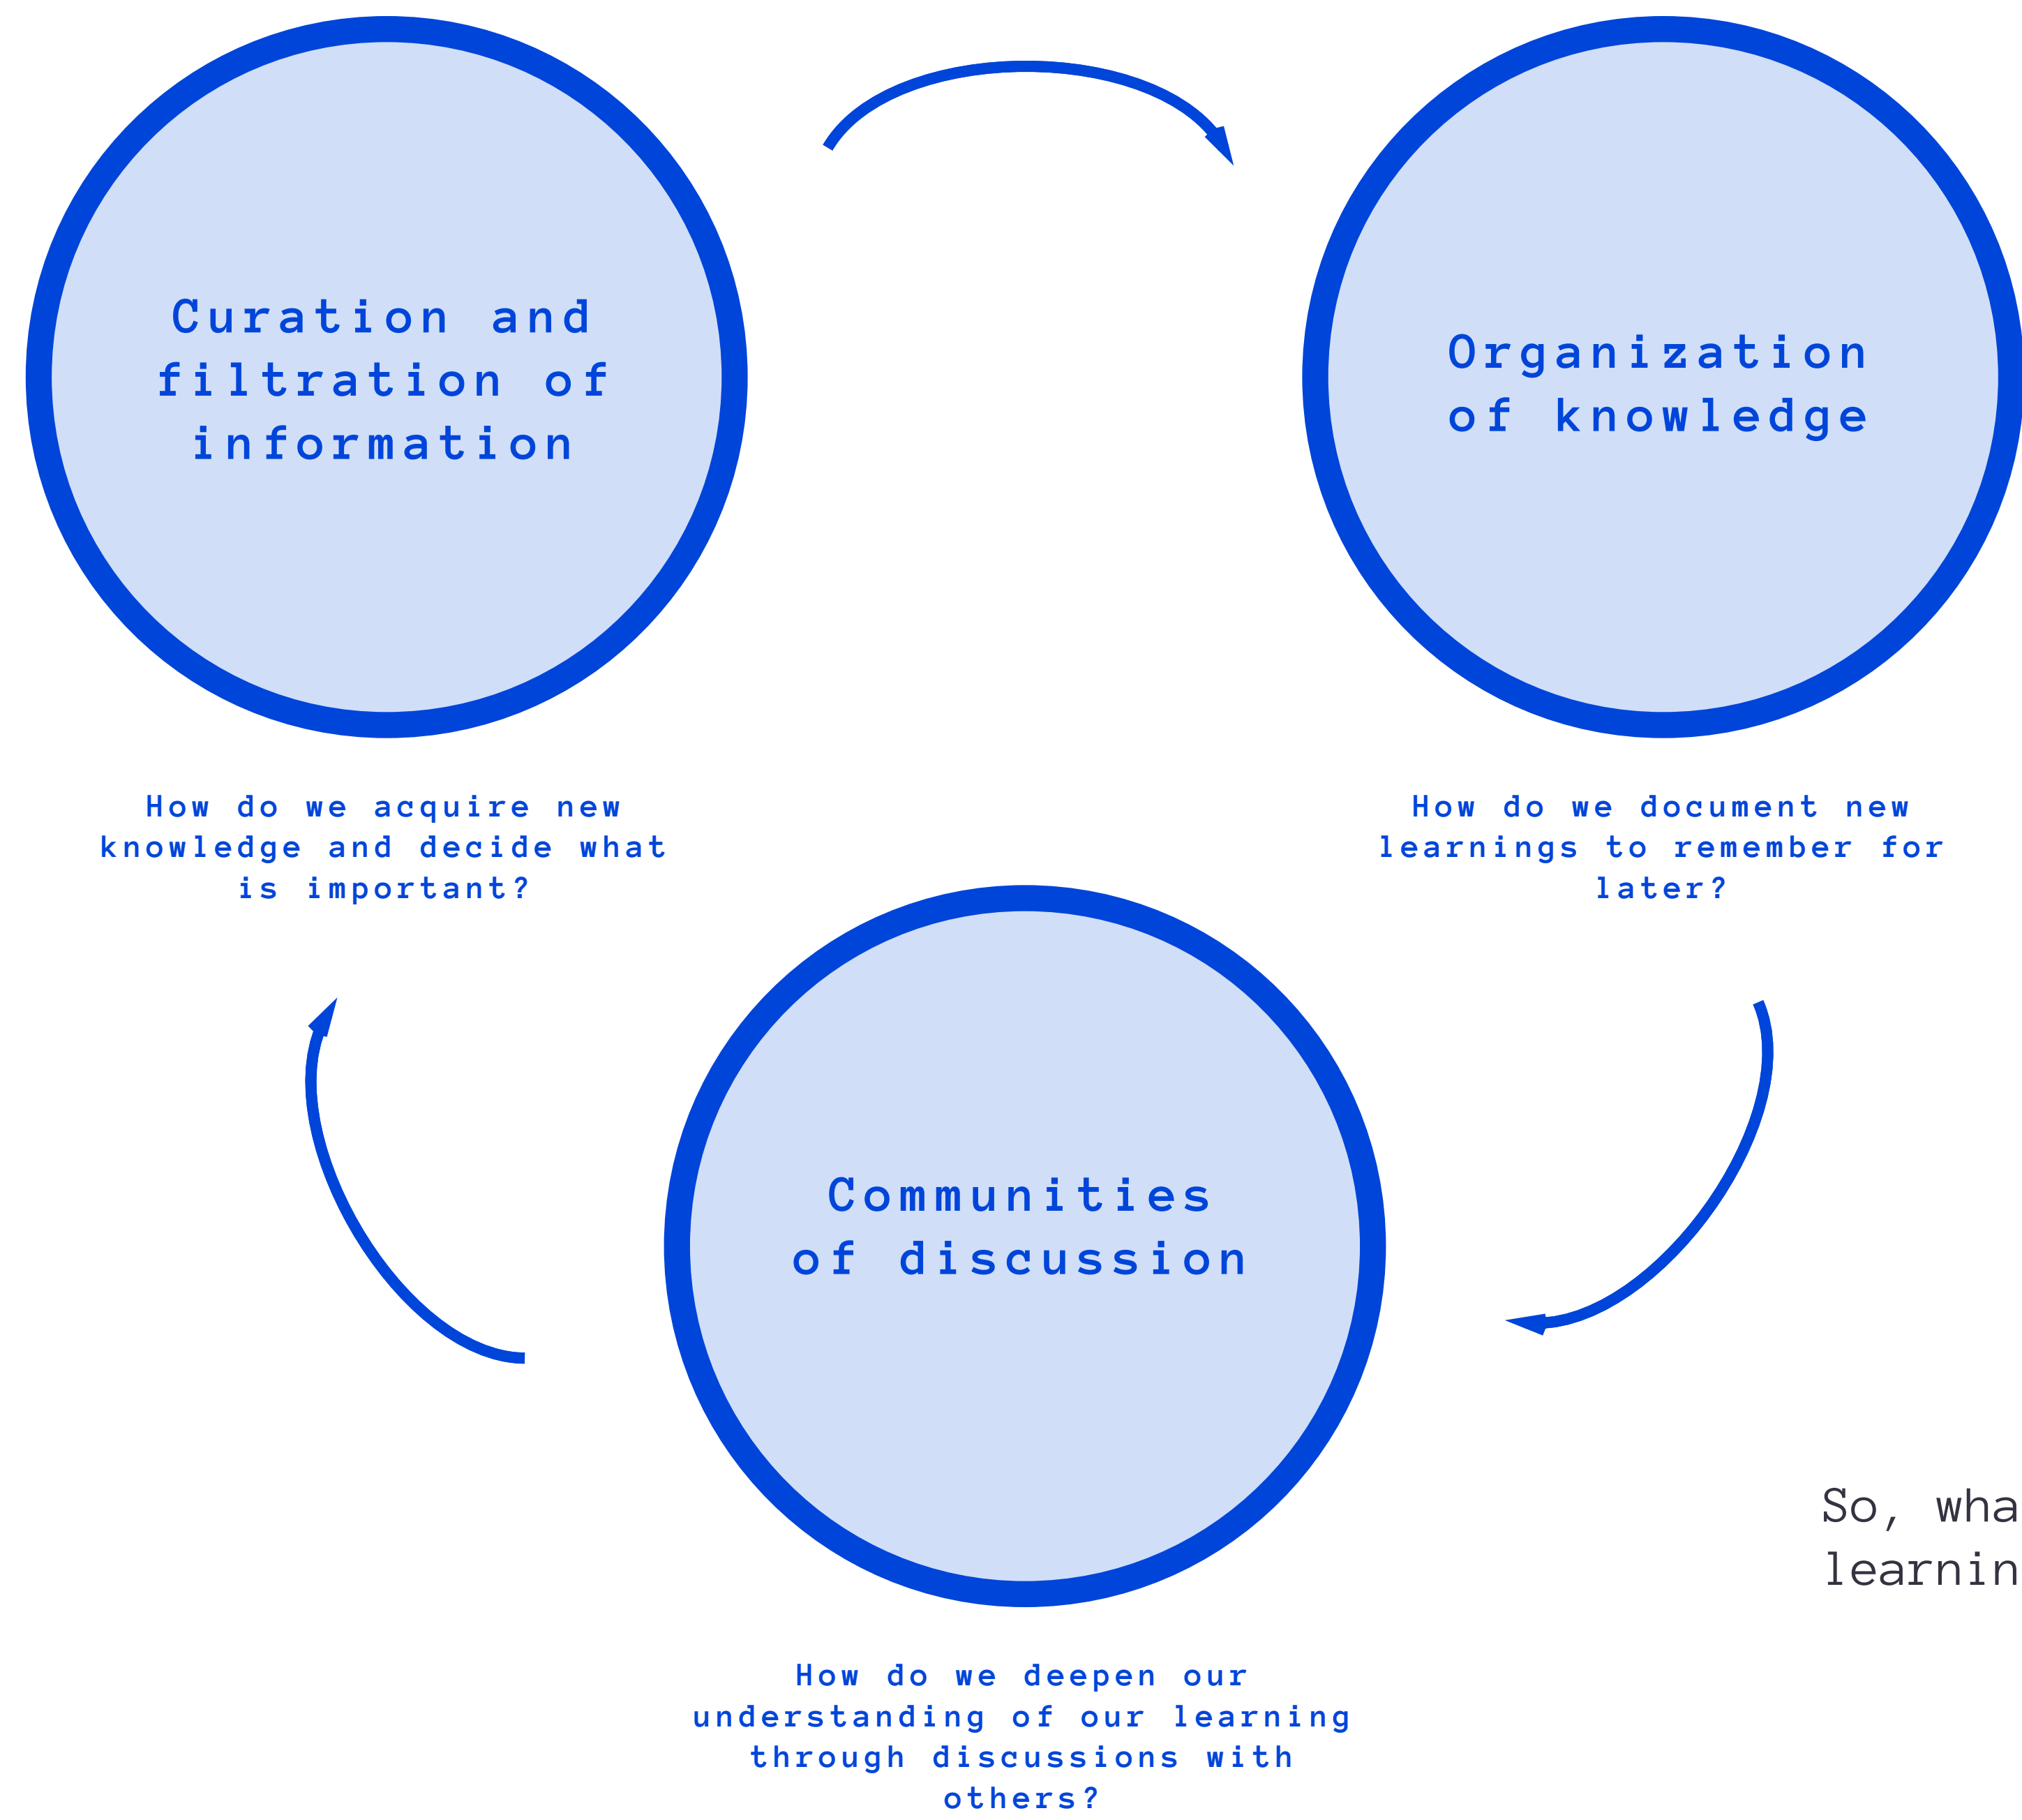 Curation and
filtration of
information
Organization
of knowledge
How do we acquire new
knowledge and decide what
is important?
How do we document new
learnings to remember for
later?
Communities
of discussion
So,
How do we deepen our
understanding of our learning
through discussions with
others?